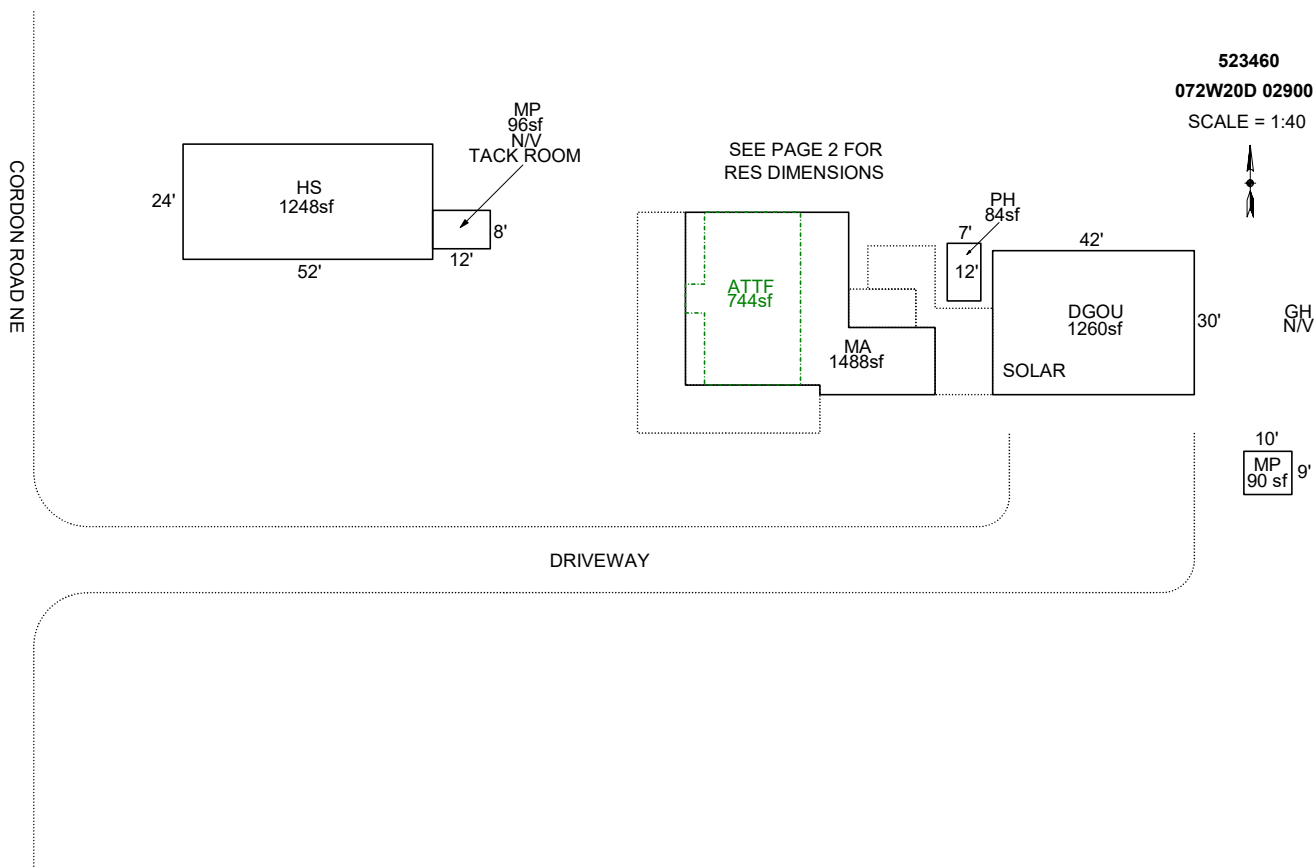 523460
072W20D 02900
SCALE = 1:40
CORDON ROAD NE
MP
96sf
N/V
TACK ROOM
HS
1248sf
24'
52'
8'
12'
SEE PAGE 2 FOR
RES DIMENSIONS
ATTF
744sf
MA
1488sf
PH
84sf
7'
12'
42'
DGOU
1260sf
30'
SOLAR
GH
N/V
10'
MP
90 sf
9'
DRIVEWAY